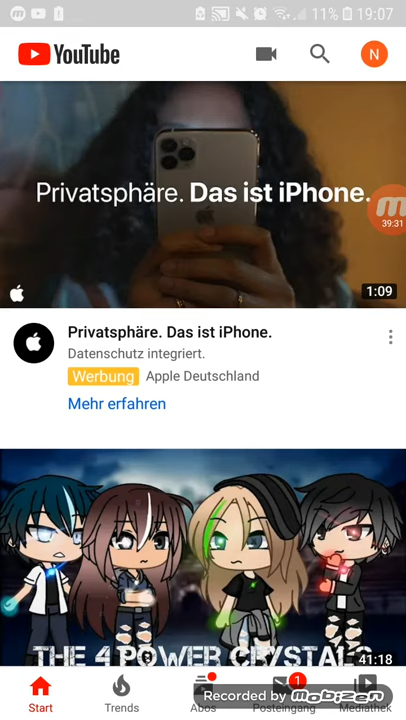 11% 19:07
YouTube
N
Privatsphäre. Das ist iPhone.
39:31
1:09
Privatsphäre. Das ist iPhone.
Datenschutz integriert.
Werbung Apple Deutschland
Mehr erfahren
THE 4 POWER CRYSTALS
41:18
1
Recorded by mobizen
Start Trends Abos Posteingang Mediathek